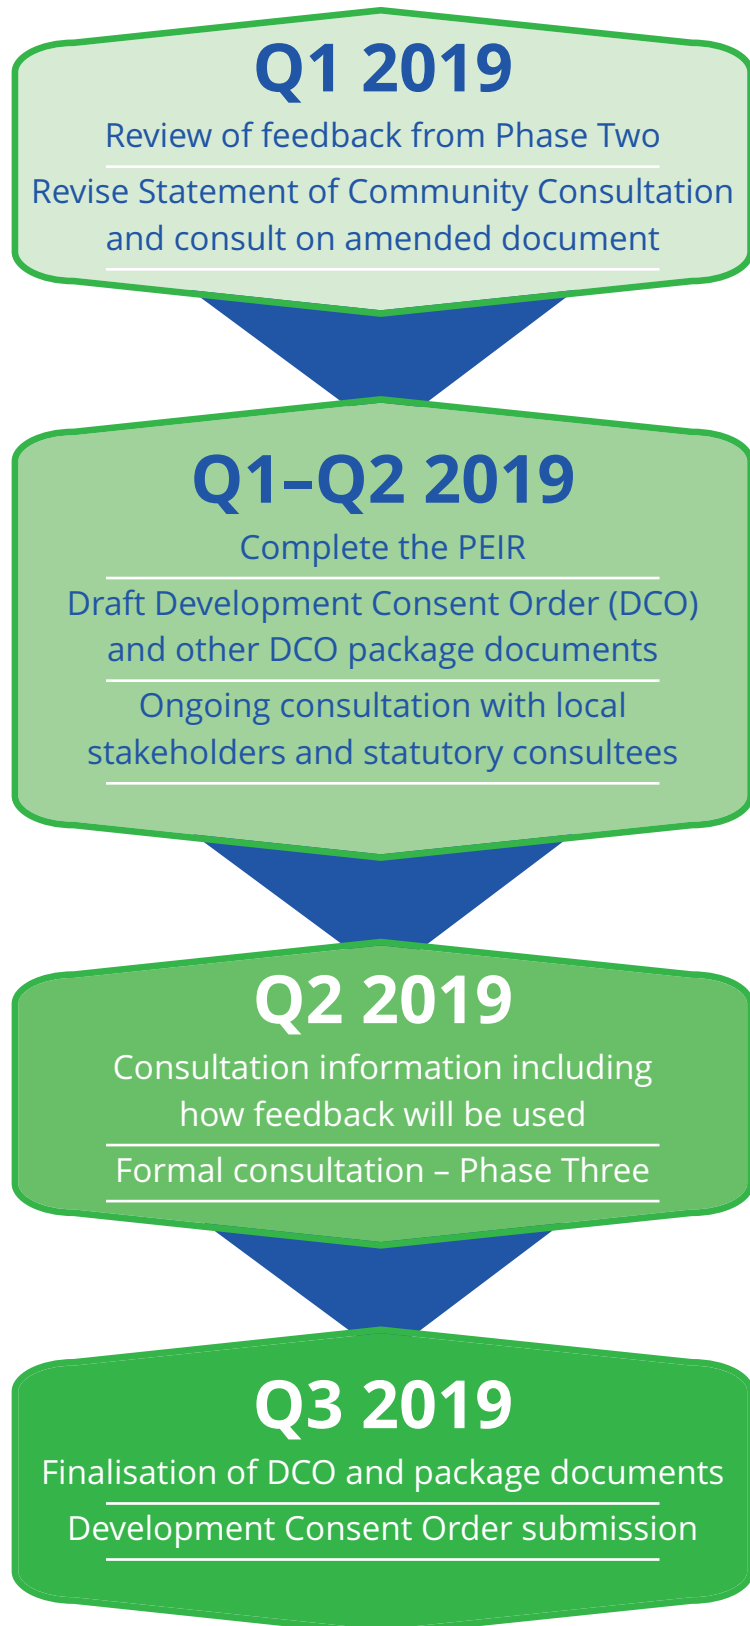 Q1 2019
Review of feedback from Phase Two
Revise Statement of Community Consultation
and consult on amended document
Q1–Q2 2019
Complete the PEIR
Draft Development Consent Order (DCO)
and other DCO package documents
Ongoing consultation with local
stakeholders and statutory consultees
Q2 2019
Consultation information including
how feedback will be used
Formal consultation – Phase Three
Q3 2019
Finalisation of DCO and package documents
Development Consent Order submission